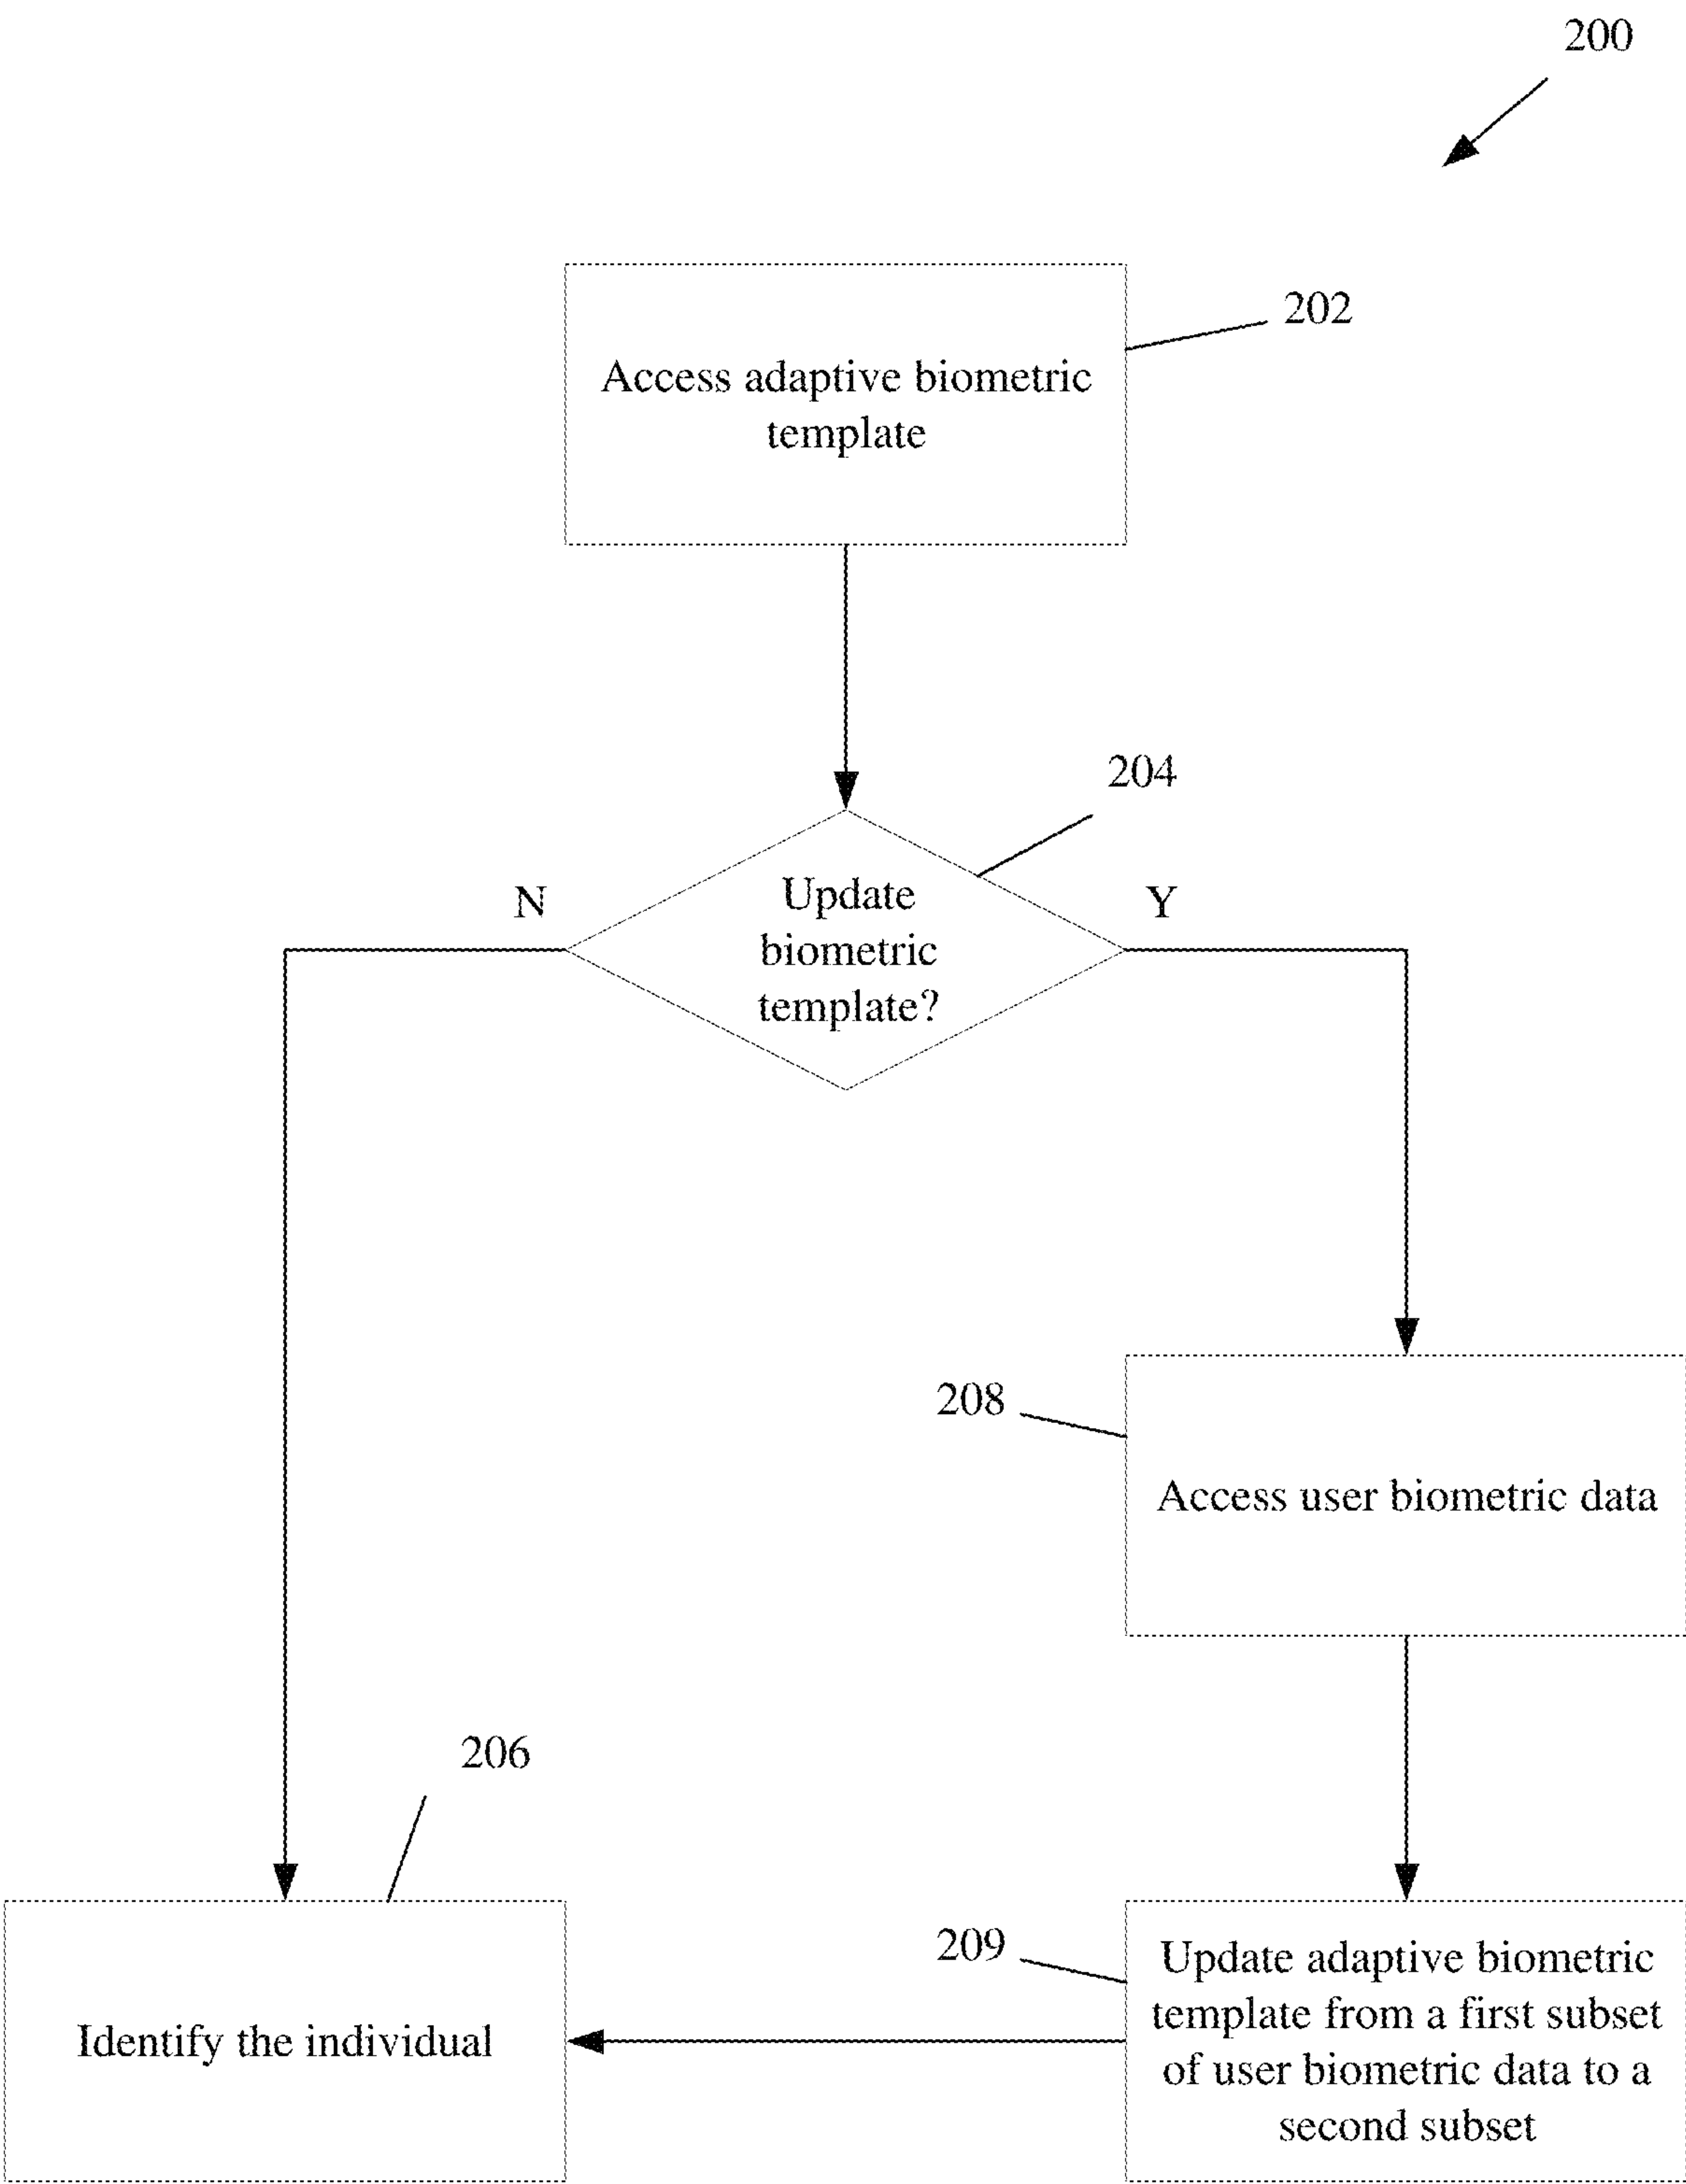 200
202
Access adaptive biometric
template
204
N
Y
Update
biometric
template?
208
Access user biometric data
206
209
Identify the individual
Update adaptive biometric
template from a first subset
of user biometric data to a
second subset